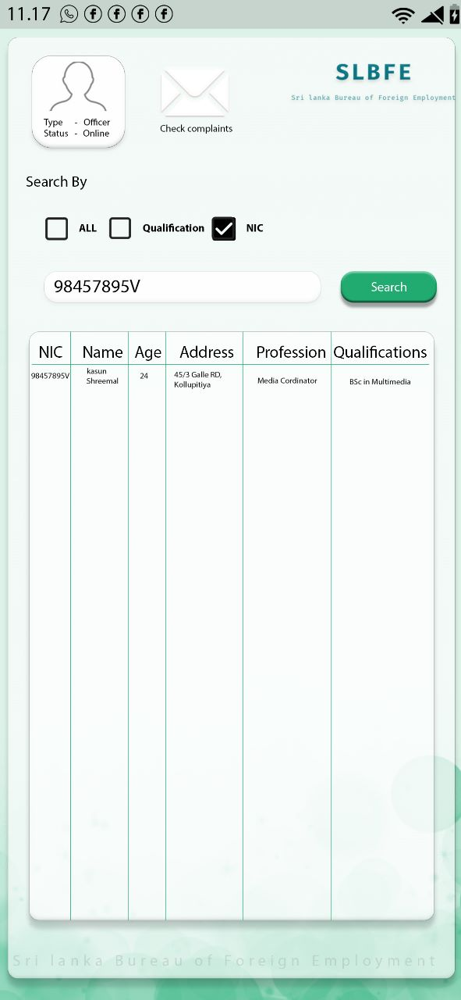 11.17
Type - Officer
Status - Online
Check complaints
SLBFE
Sri lanka Bureau of Foreign Employment
Search By
ALL Qualification NIC
98457895V Search
NIC Name Age Address Profession Qualifications
98457895V kasun 24 45/3 Galle RD, Media Cordinator BSc in Multimedia
Shreemal Kollupitiya
Sri lanka Bureau of Foreign Employment